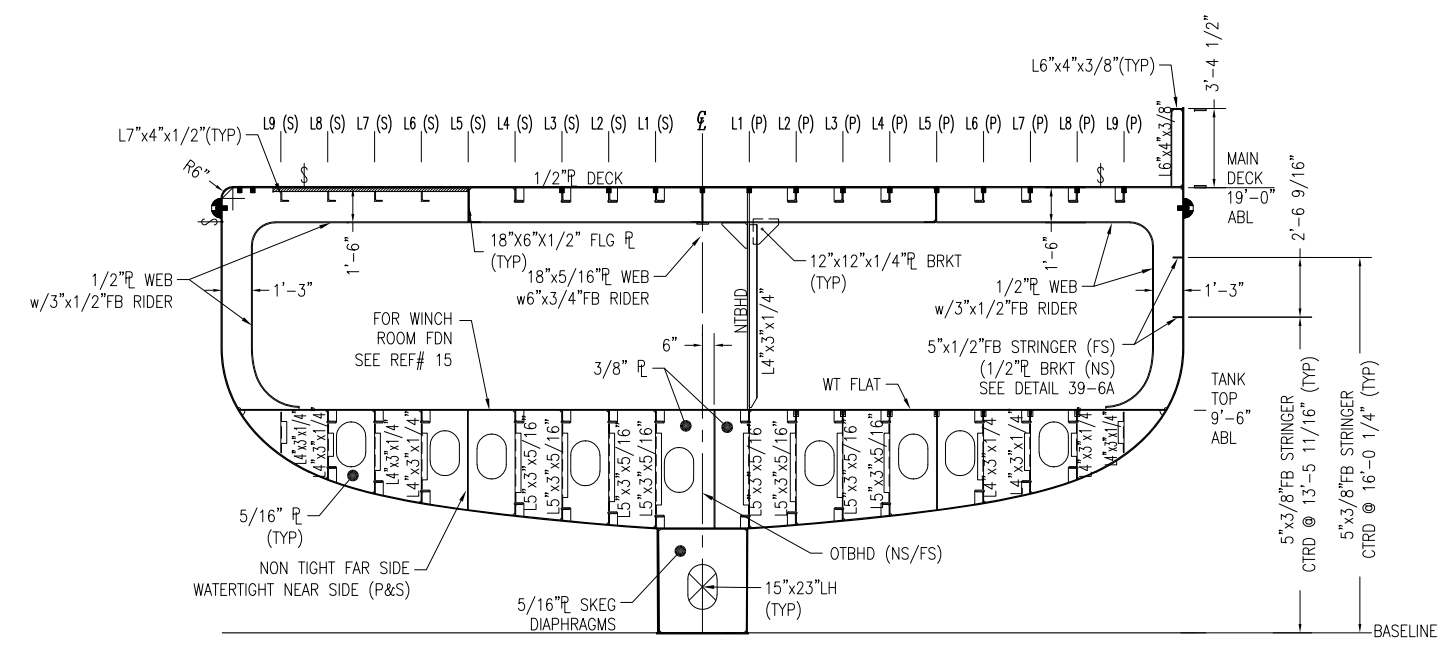 L6"x4"x3/8"(TYP)
3'-4 1/2"
L6"x4"x3/8"
L7"x4"x1/2"(TYP)
L9 (S) L8 (S) L7 (S) L6 (S) L5 (S) L4 (S) L3 (S) L2 (S) L1 (S) ℄ L1 (P) L2 (P) L3 (P) L4 (P) L5 (P) L6 (P) L7 (P) L8 (P) L9 (P)
R6"
1/2"℄ DECK
MAIN
DECK
19'-0"
ABL
2'-6 9/16"
1'-6"
18"X6"X1/2" FLG ℄
(TYP)
18"x5/16"℄ WEB
w6"x3/4"FB RIDER
12"x12"x1/4"℄ BRKT
(TYP)
1'-6"
1/2"℄ WEB
w/3"x1/2"FB RIDER
1'-3"
1/2"℄ WEB
w/3"x1/2"FB RIDER
1'-3"
NTBHD
L4"x3"x1/4"
FOR WINCH
ROOM FDN
SEE REF# 15
6"
3/8" ℄
5"x1/2"FB STRINGER (FS)
(1/2"℄ BRKT (NS)
SEE DETAIL 39-6A
WT FLAT
TANK
TOP
9'-6"
ABL
L4"x3"x1/4"
L4"x3"x1/4"
L4"x3"x1/4"
L4"x3"x1/4"
L5"x3"x5/16"
L5"x3"x5/16"
L5"x3"x5/16"
L5"x3"x5/16"
L5"x3"x5/16"
L5"x3"x5/16"
L5"x3"x5/16"
L5"x3"x5/16"
L4"x3"x1/4"
L4"x3"x1/4"
L4"x3"x1/4"
L4"x3"x1/4"
5"x3/8"FB STRINGER
CTRD @ 13'-5 11/16" (TYP)
5"x3/8"FB STRINGER
CTRD @ 16'-0 1/4" (TYP)
5/16" ℄
(TYP)
NON TIGHT FAR SIDE
WATERTIGHT NEAR SIDE (P&S)
OTBHD (NS/FS)
5/16"℄ SKEG
DIAPHRAGMS
15"x23"LH
(TYP)
BASELINE